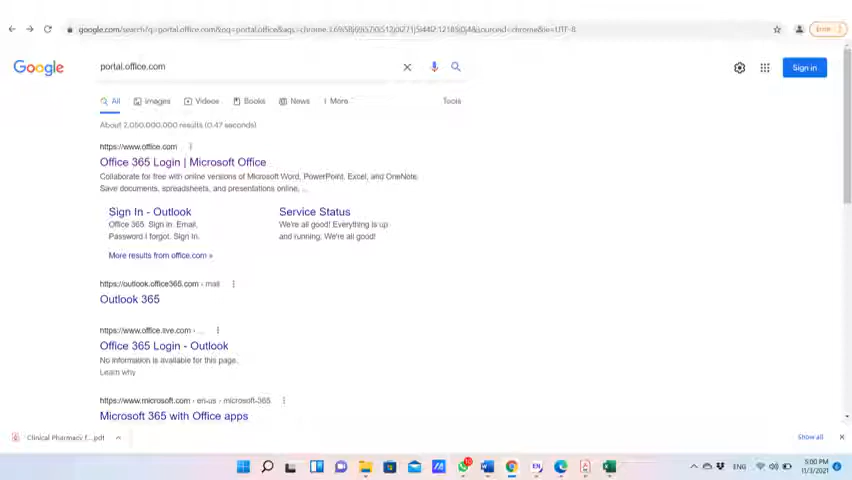 Error
Google
portal.office.com
Sign in
All Images Videos Books News More Tools
About 2,050,000,000 results (0.47 seconds)
https://www.office.com
Office 365 Login | Microsoft Office
Collaborate for free with online versions of Microsoft Word, PowerPoint, Excel, and OneNote.
Save documents, spreadsheets, and presentations online, ...
Sign In - Outlook
Office 365. Sign in. Email,
Password I forgot. Sign In.
Service Status
We're all good! Everything is up
and running. We're all good!
More results from office.com »
https://outlook.office365.com › mail
Outlook 365
https://www.office.live.com › ...
Office 365 Login - Outlook
No information is available for this page.
Learn why
https://www.microsoft.com › en-us › microsoft-365
Microsoft 365 with Office apps
Clinical Pharmacy f....pdf
Show all
ENG
5:00 PM
11/3/2021